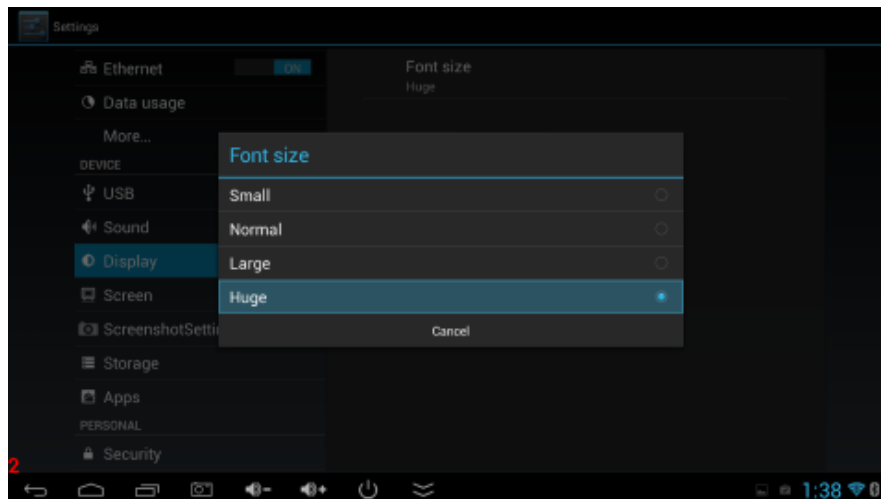 Settings
Ethernet ON
Data usage
More...
DEVICE
USB
Sound
Display
Screen
ScreenshotSetti
Storage
Apps
PERSONAL
Security
Font size
Huge
Font size
Small
Normal
Large
Huge
Cancel
2
1:38